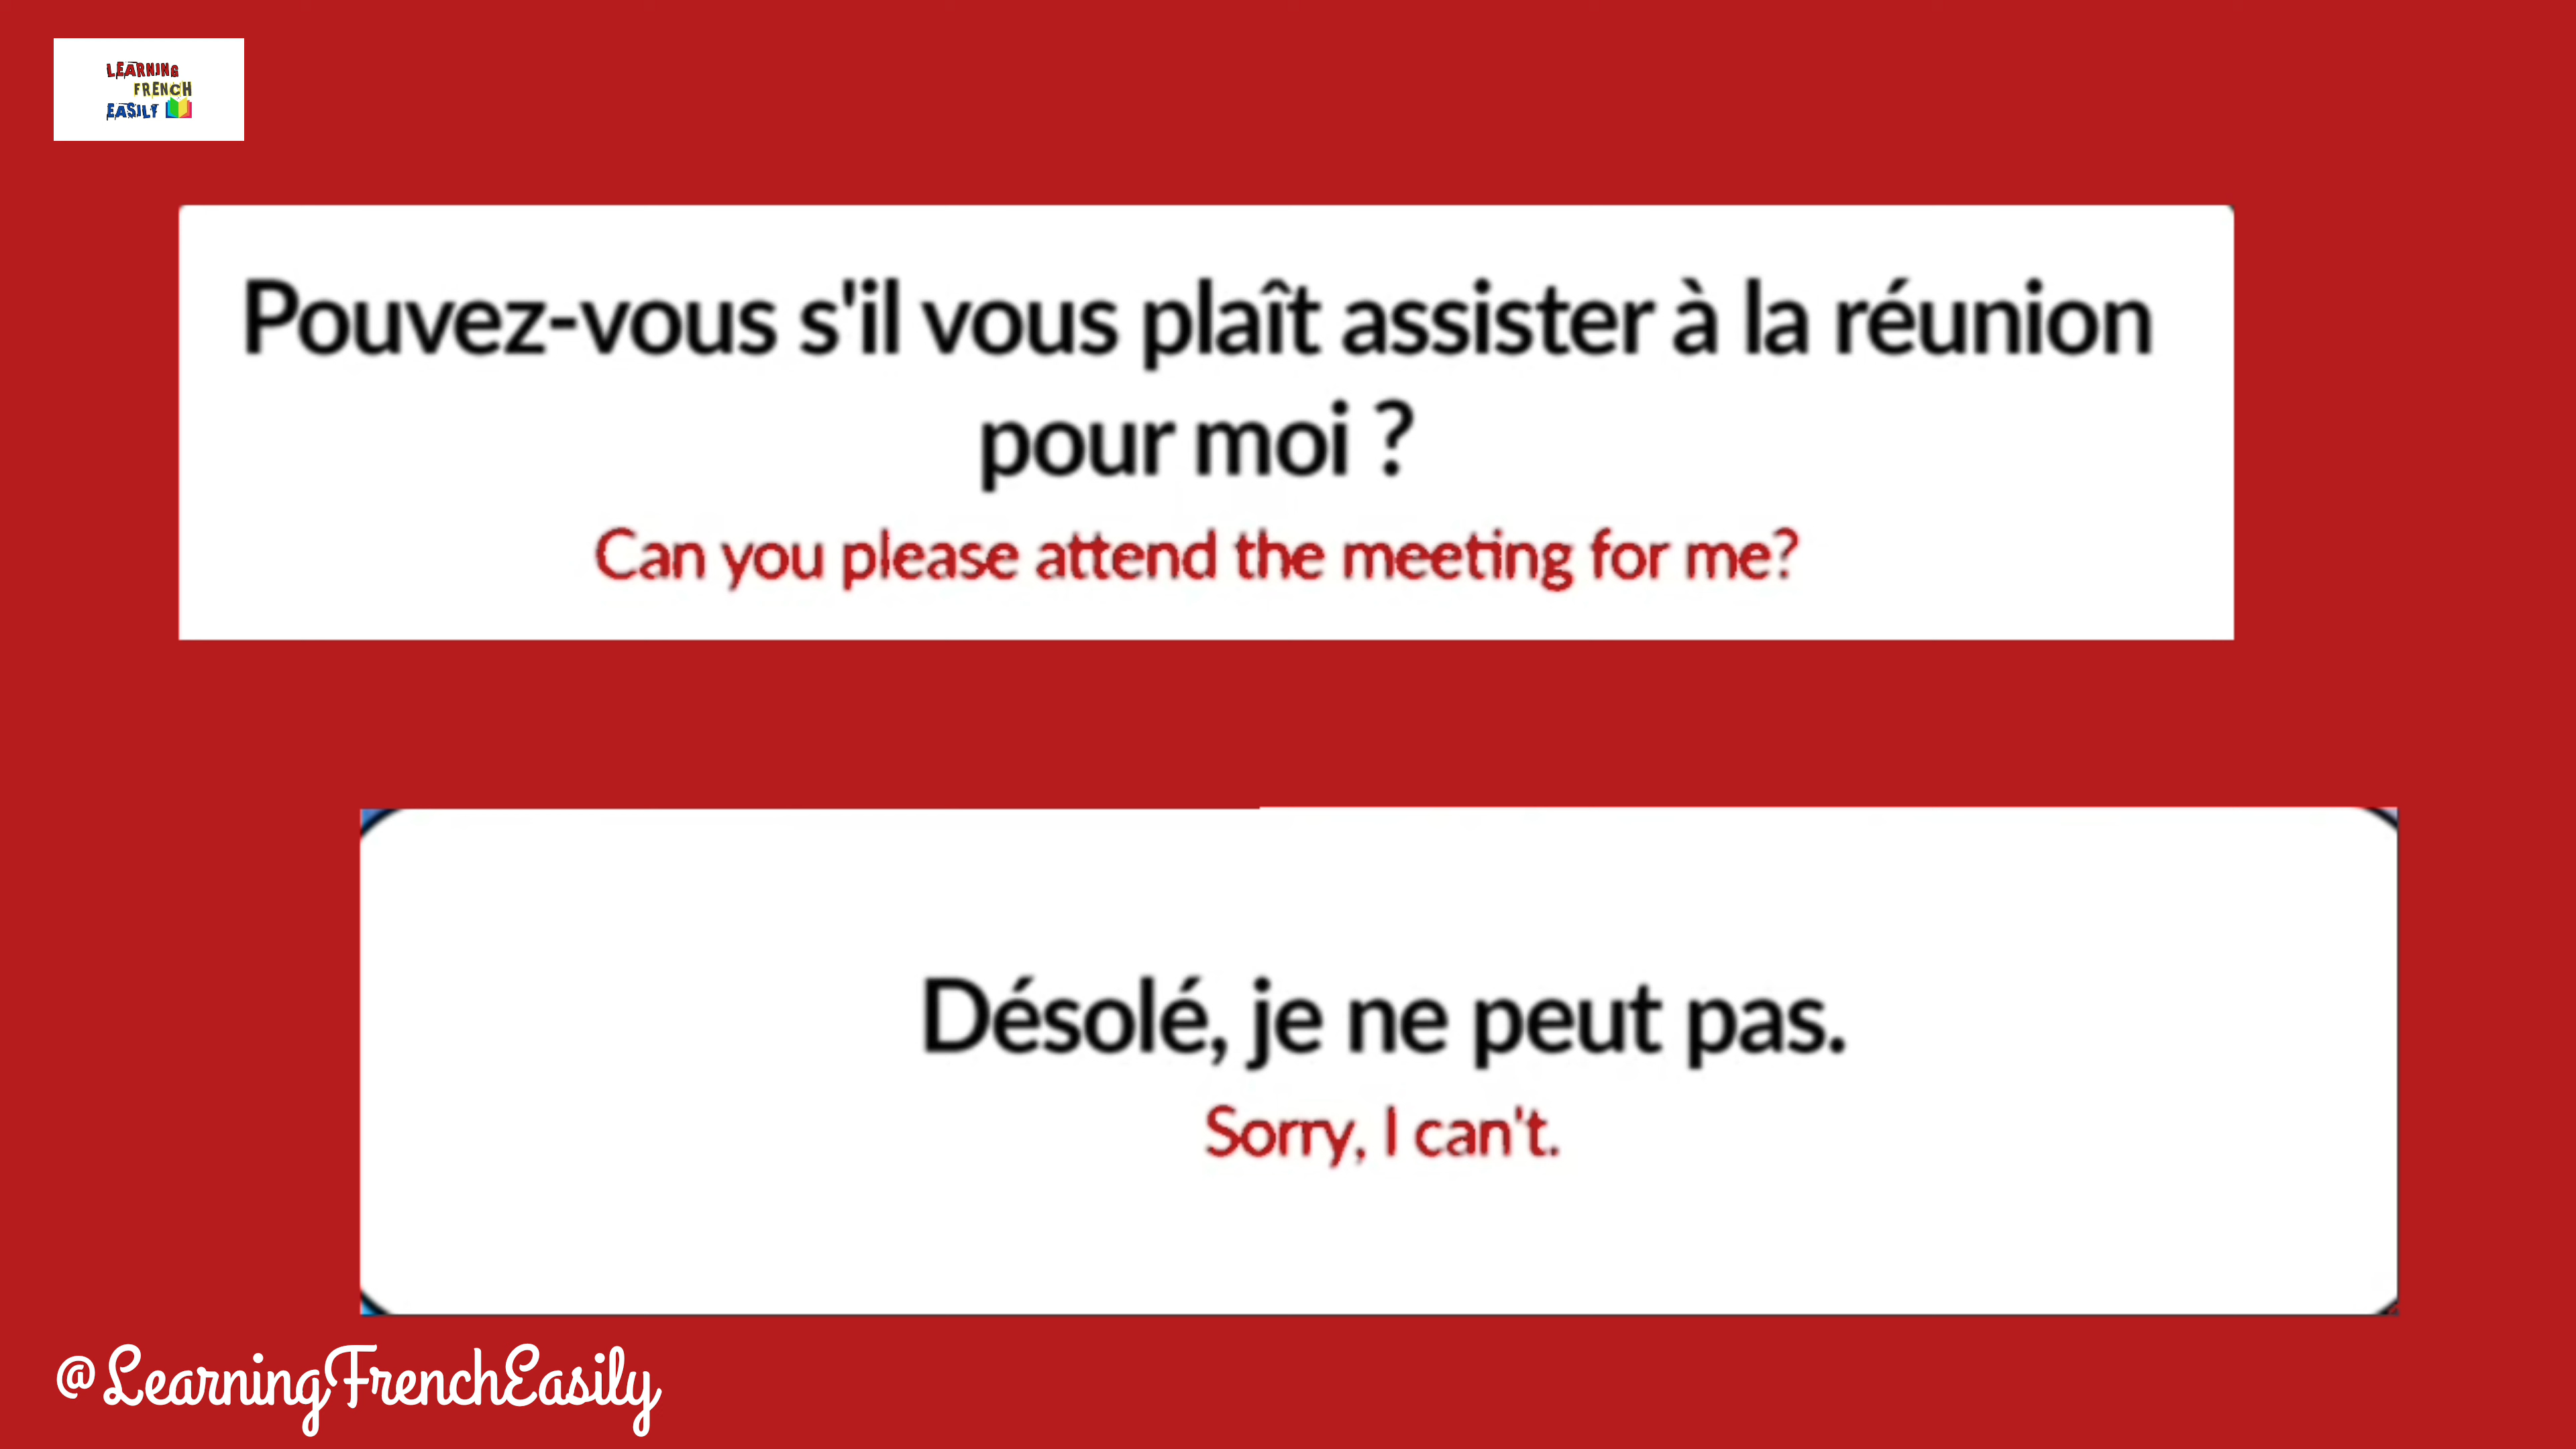 LEARNING
FRENCH
EASILY
Pouvez-vous s'il vous plaît assister à la réunion
pour moi ?
Can you please attend the meeting for me?
Désolé, je ne peut pas.
Sorry, I can't.
@LearningFrenchEasily